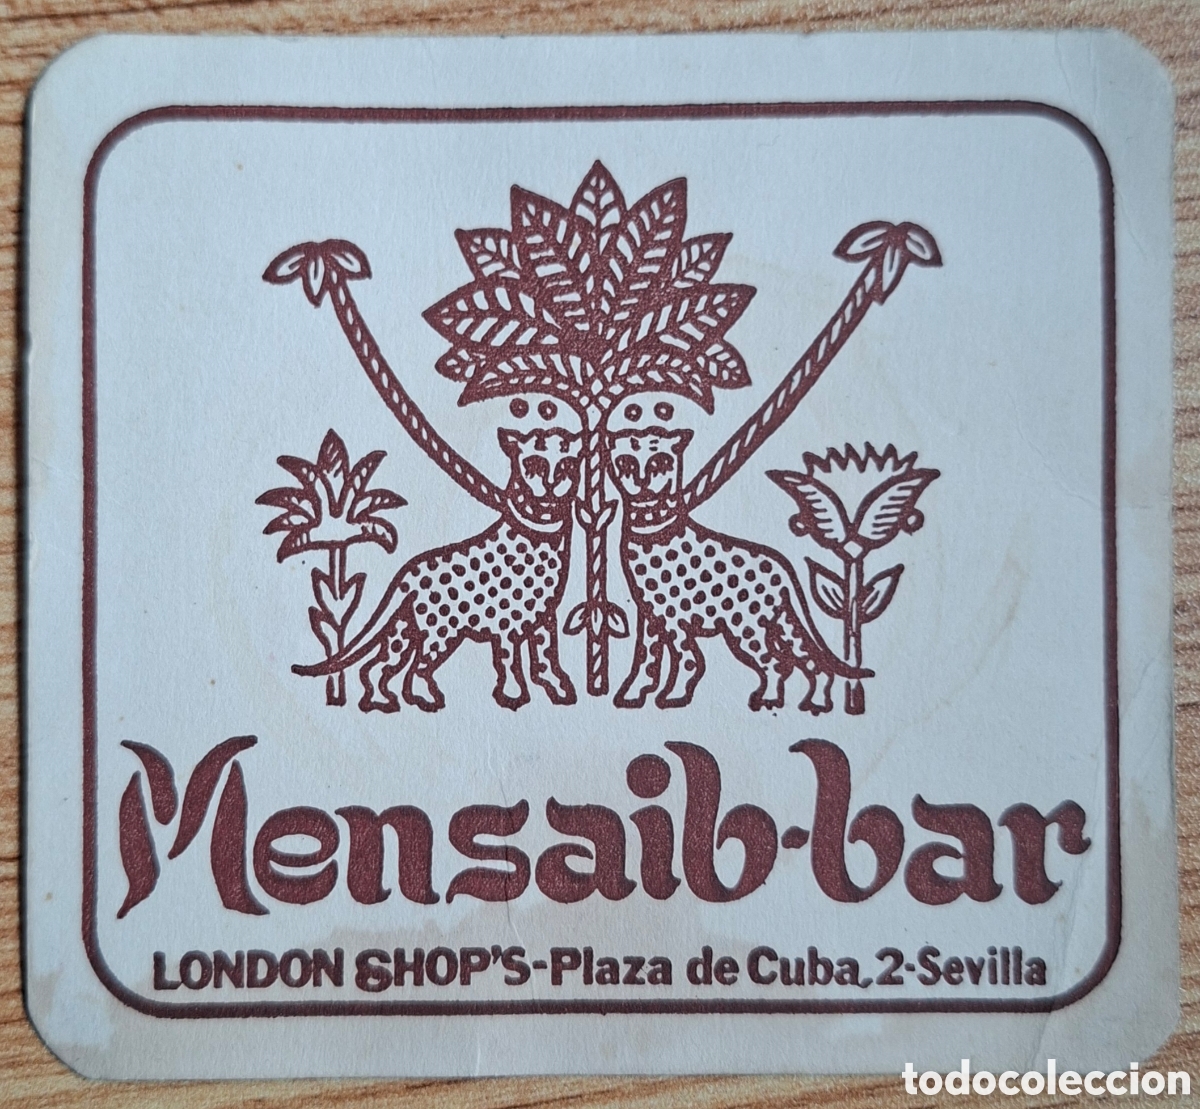 Mensaib-bar
LONDON SHOP'S-Plaza de Cuba, 2-Sevilla
todocoleccion